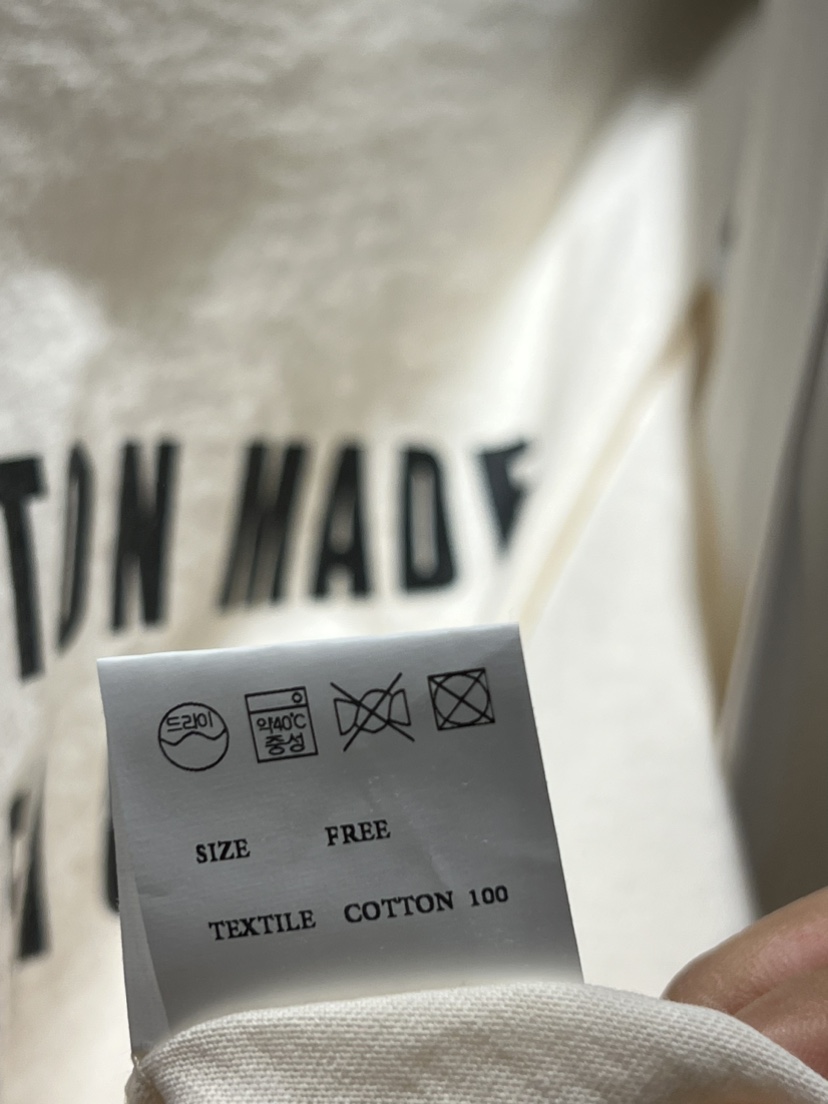 TON MADE
드라이
약40℃
중성
SIZE FREE
TEXTILE COTTON 100